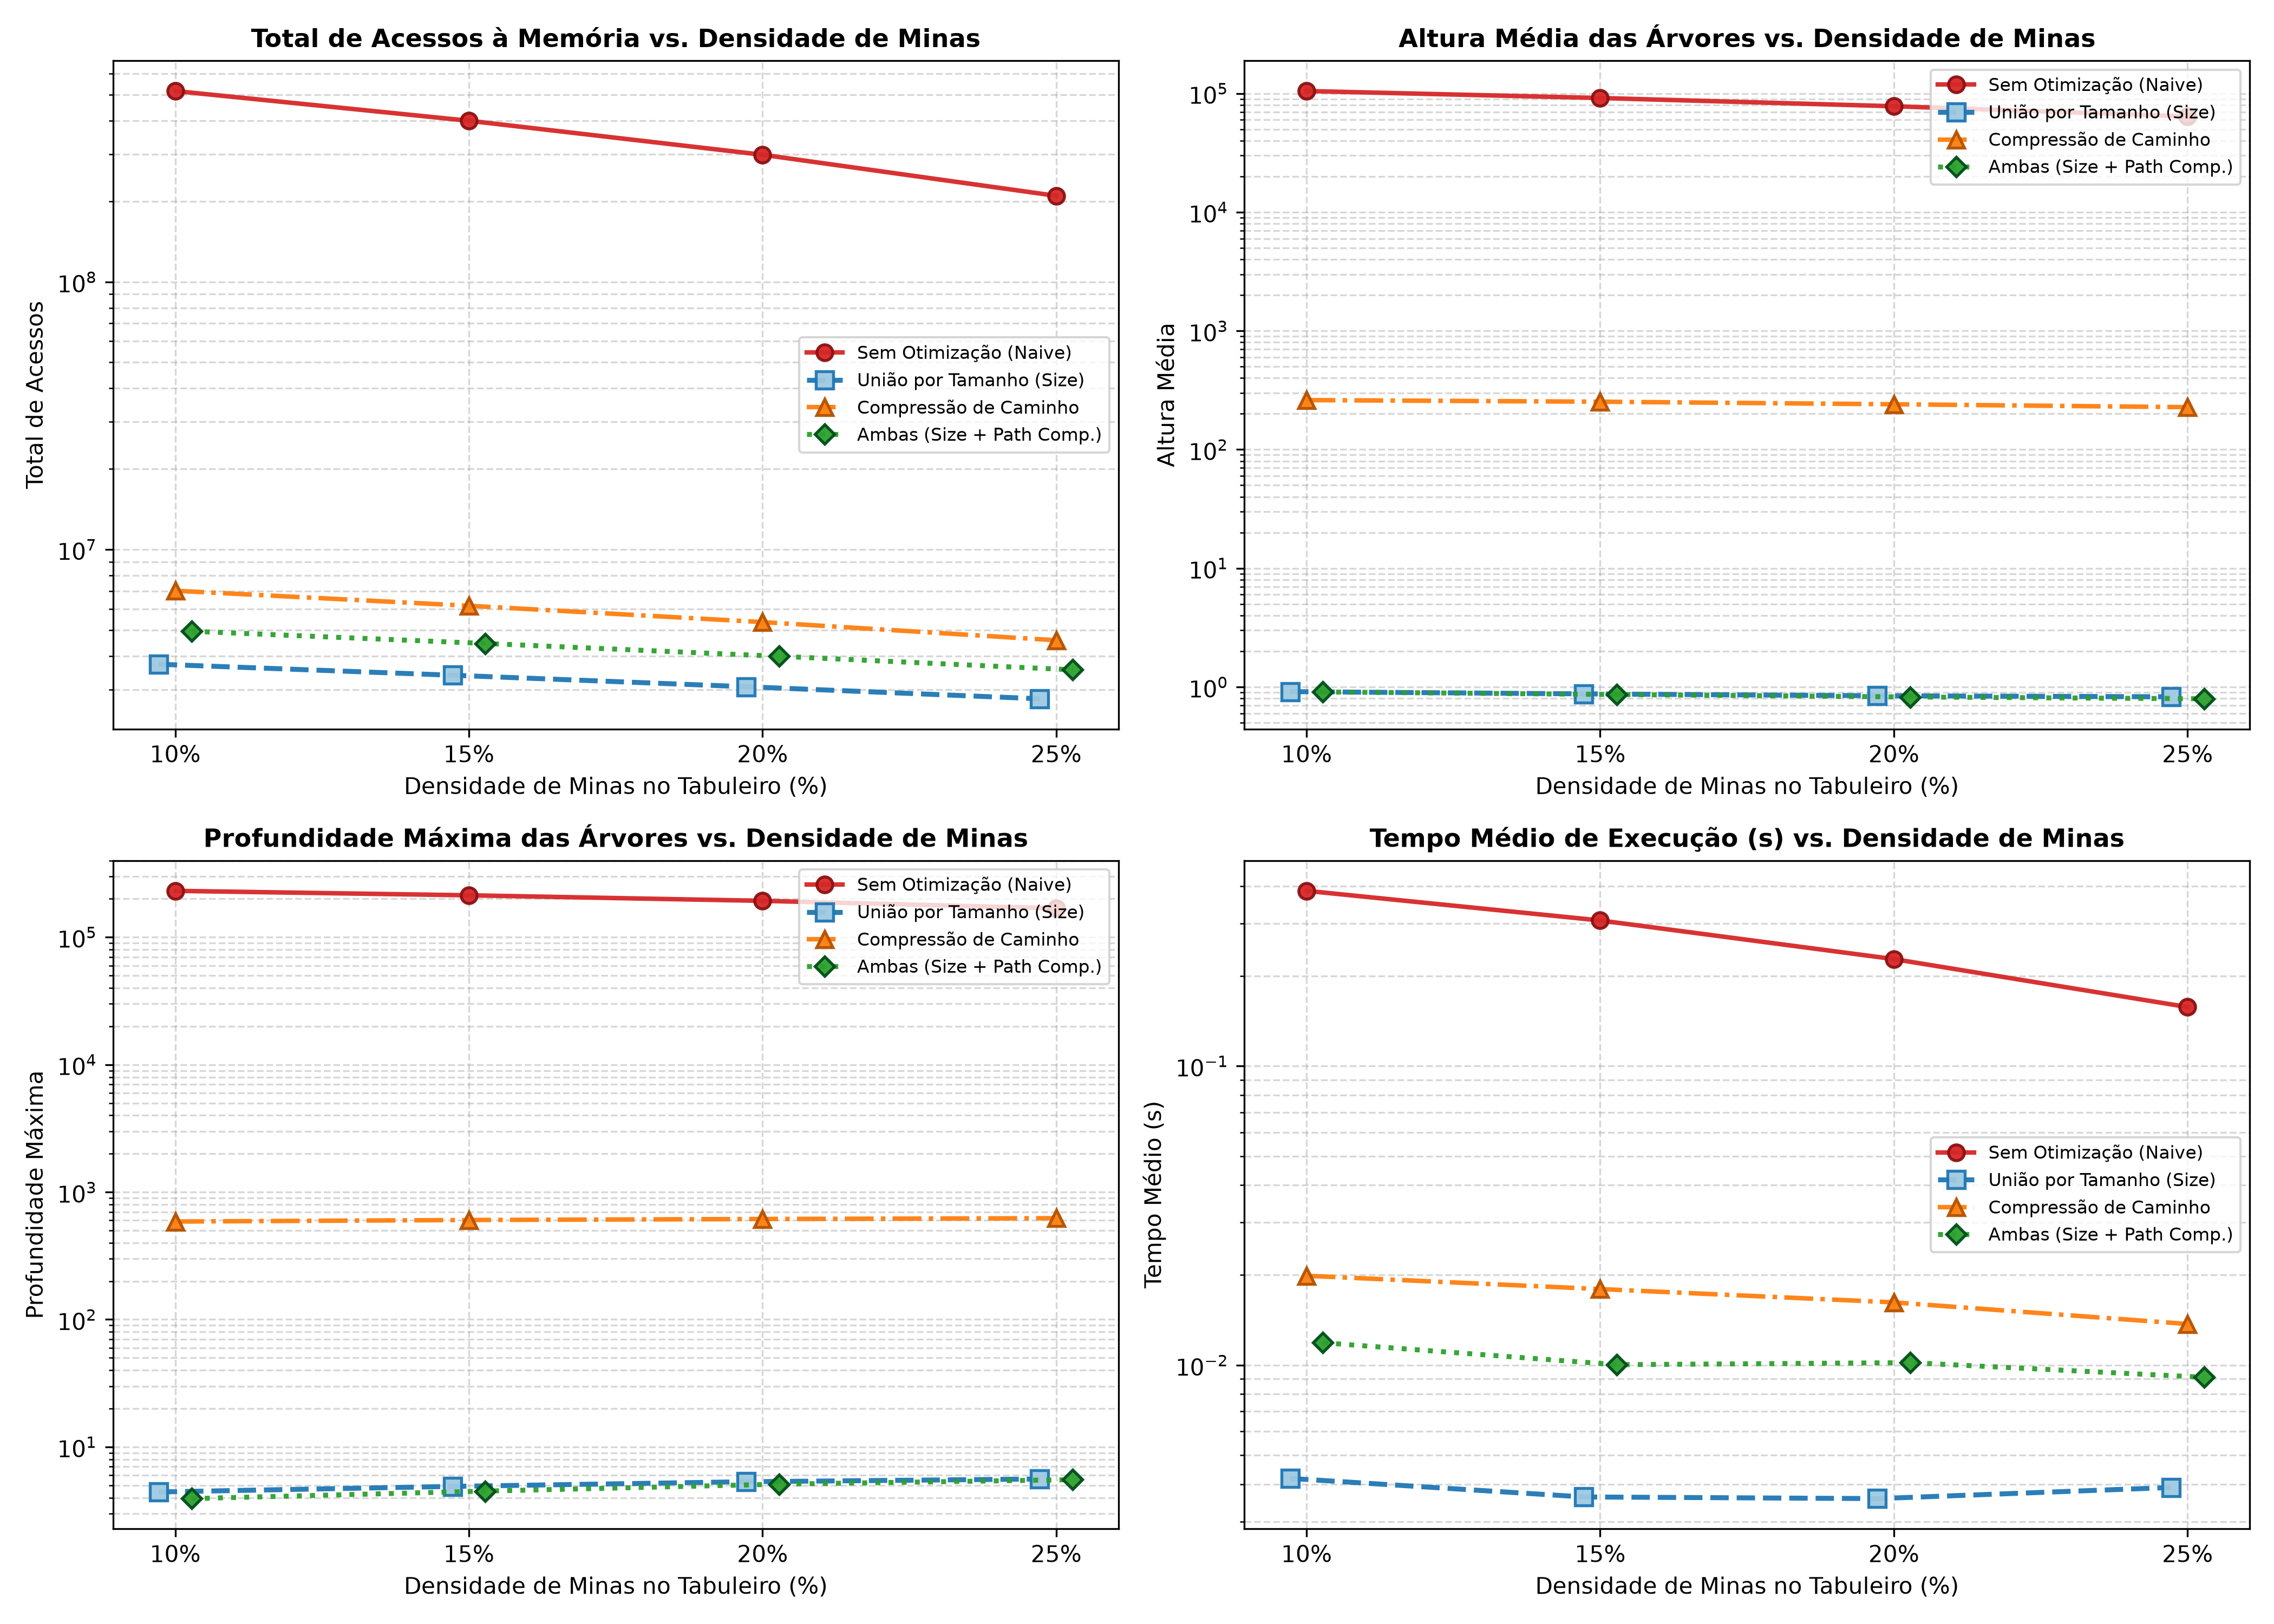 Total de Acessos à Memória vs. Densidade de Minas
Total de Acessos
10⁸
10⁷
Sem Otimização (Naive)
União por Tamanho (Size)
Compressão de Caminho
Ambas (Size + Path Comp.)
10% 15% 20% 25%
Densidade de Minas no Tabuleiro (%)
Altura Média das Árvores vs. Densidade de Minas
Altura Média
10⁵
10⁴
10³
10²
10¹
10⁰
Sem Otimização (Naive)
União por Tamanho (Size)
Compressão de Caminho
Ambas (Size + Path Comp.)
10% 15% 20% 25%
Densidade de Minas no Tabuleiro (%)
Profundidade Máxima das Árvores vs. Densidade de Minas
Profundidade Máxima
10⁵
10⁴
10³
10²
10¹
Sem Otimização (Naive)
União por Tamanho (Size)
Compressão de Caminho
Ambas (Size + Path Comp.)
10% 15% 20% 25%
Densidade de Minas no Tabuleiro (%)
Tempo Médio de Execução (s) vs. Densidade de Minas
Tempo Médio (s)
10⁻¹
10⁻²
Sem Otimização (Naive)
União por Tamanho (Size)
Compressão de Caminho
Ambas (Size + Path Comp.)
10% 15% 20% 25%
Densidade de Minas no Tabuleiro (%)